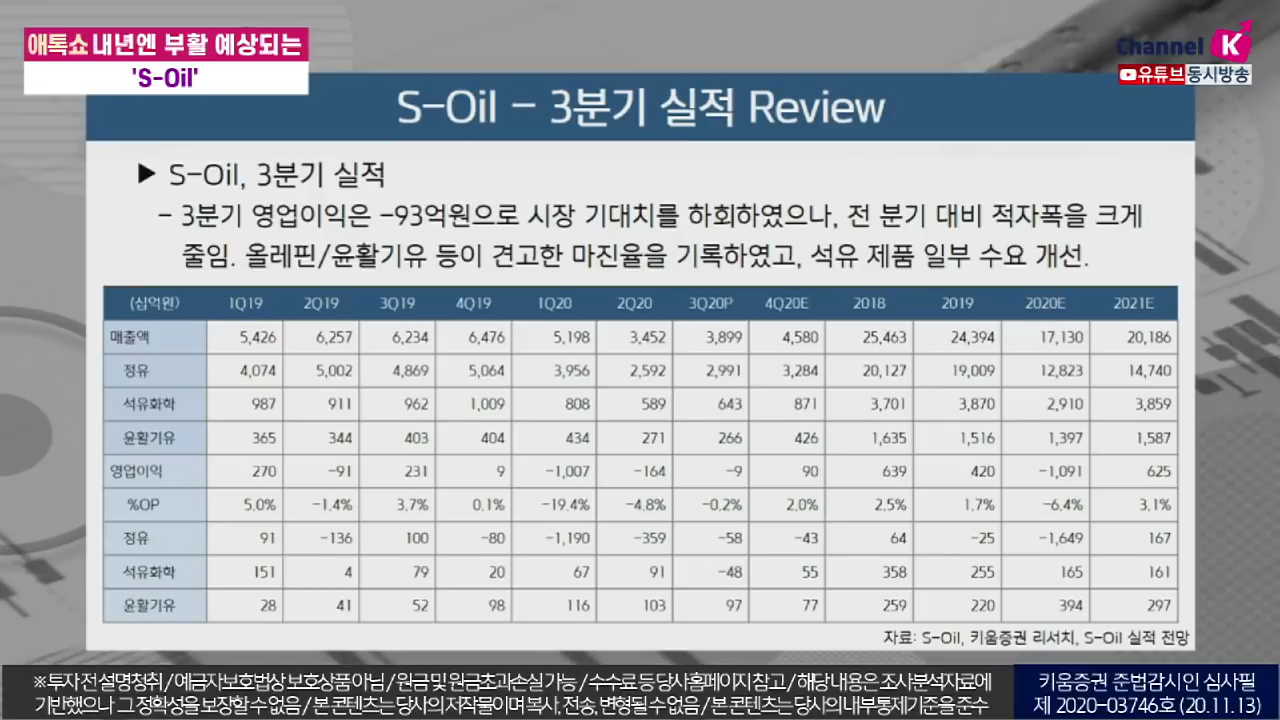 애톡쇼 내년엔 부활 예상되는
'S-Oil'
Channel K
유튜브 동시방송
S-Oil - 3분기 실적 Review
▶ S-Oil, 3분기 실적
- 3분기 영업이익은 -93억원으로 시장 기대치를 하회하였으나, 전 분기 대비 적자폭을 크게
줄임. 올레핀/윤활기유 등이 견고한 마진율을 기록하였고, 석유 제품 일부 수요 개선.
(십억원) 1Q19 2Q19 3Q19 4Q19 1Q20 2Q20 3Q20P 4Q20E 2018 2019 2020E 2021E
매출액 5,426 6,257 6,234 6,476 5,198 3,452 3,899 4,580 25,463 24,394 17,130 20,186
정유 4,074 5,002 4,869 5,064 3,956 2,592 2,991 3,284 20,127 19,009 12,823 14,740
석유화학 987 911 962 1,009 808 589 643 871 3,701 3,870 2,910 3,859
윤활기유 365 344 403 404 434 271 266 426 1,635 1,516 1,397 1,587
영업이익 270 -91 231 9 -1,007 -164 -9 90 639 420 -1,091 625
%OP 5.0% -1.4% 3.7% 0.1% -19.4% -4.8% -0.2% 2.0% 2.5% 1.7% -6.4% 3.1%
정유 91 -136 100 -80 -1,190 -359 -58 -43 64 -25 -1,649 167
석유화학 151 4 79 20 67 91 -48 55 358 255 165 161
윤활기유 28 41 52 98 116 103 97 77 259 220 394 297
자료: S-Oil, 키움증권 리서치, S-Oil 실적 전망
※ 투자 전 설명청취 / 예금자보호법상 보호상품 아님 / 원금 및 원금초과손실 가능 / 수수료 등 당사 홈페이지 참고 / 해당 내용은 조사분석자료에
기반했으나 그 정확성을 보장할 수 없음 / 본 콘텐츠는 당사의 저작물이며 복사, 전송, 변형될 수 없음 / 본 콘텐츠는 당사의 내부통제기준을 준수
키움증권 준법감시인 심사필
제 2020-03746호 (20.11.13)